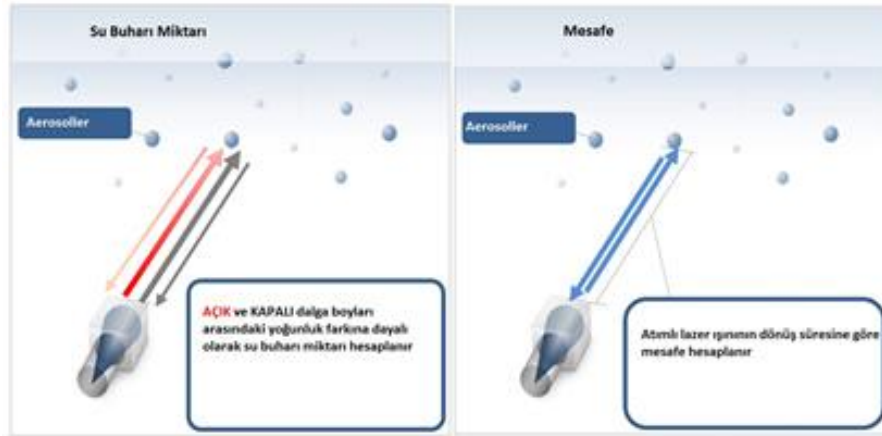 Su Buharı Miktarı
Aerosoller
AÇIK ve KAPALI dalga boyları
arasındaki yoğunluk farkına dayalı
olarak su buharı miktarı hesaplanır
Mesafe
Aerosoller
Atımlı lazer ışınının dönüş süresine göre
mesafe hesaplanır